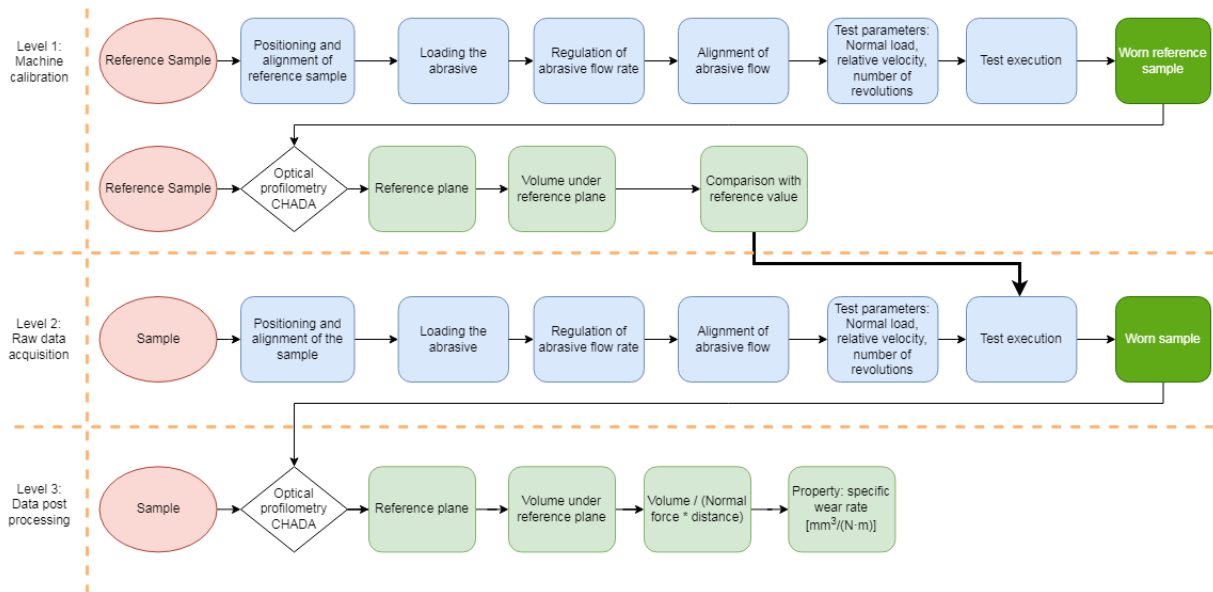 Level 1:
Machine
calibration
Reference Sample
Positioning and
alignment of
reference sample
Loading the
abrasive
Regulation of
abrasive flow rate
Alignment of
abrasive flow
Test parameters:
Normal load,
relative velocity,
number of
revolutions
Test execution
Worn reference
sample
Reference Sample
Optical
profilometry
CHADA
Reference plane
Volume under
reference plane
Comparison with
reference value
Level 2:
Raw data
acquisition
Sample
Positioning and
alignment of the
sample
Loading the
abrasive
Regulation of
abrasive flow rate
Alignment of
abrasive flow
Test parameters:
Normal load,
relative velocity,
number of
revolutions
Test execution
Worn sample
Level 3:
Data post
processing
Sample
Optical
profilometry
CHADA
Reference plane
Volume under
reference plane
Volume / (Normal
force * distance)
Property: specific
wear rate
[mm³/(N·m)]